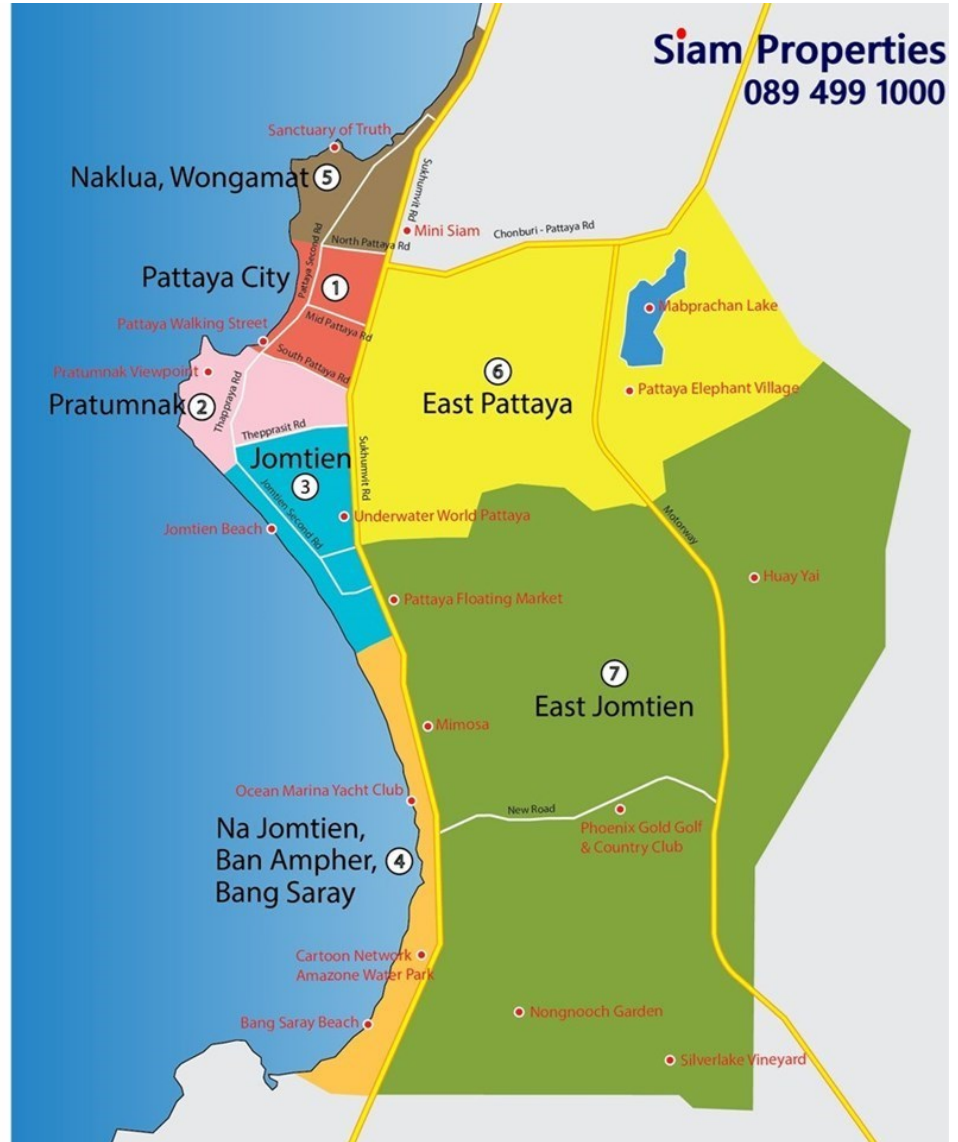 Siam Properties
089 499 1000
Sanctuary of Truth
Naklua, Wongamat 5
Sukhumvit Rd
Mini Siam
Chonburi - Pattaya Rd
North Pattaya Rd
Pattaya Second Rd
Pattaya City
1
Mabprachan Lake
Mid Pattaya Rd
Pattaya Walking Street
South Pattaya Rd
Pratumnak Viewpoint
6
East Pattaya
Pattaya Elephant Village
Pratumnak 2
Thappraya Rd
Thepprasit Rd
Jomtien
3
Sukhumvit Rd
Jomtien Second Rd
Underwater World Pattaya
Jomtien Beach
Motorway
Huay Yai
Pattaya Floating Market
7
East Jomtien
Mimosa
Ocean Marina Yacht Club
New Road
Phoenix Gold Golf
& Country Club
Na Jomtien,
Ban Ampher,
Bang Saray
4
Cartoon Network
Amazone Water Park
Bang Saray Beach
Nongnooch Garden
Silverlake Vineyard